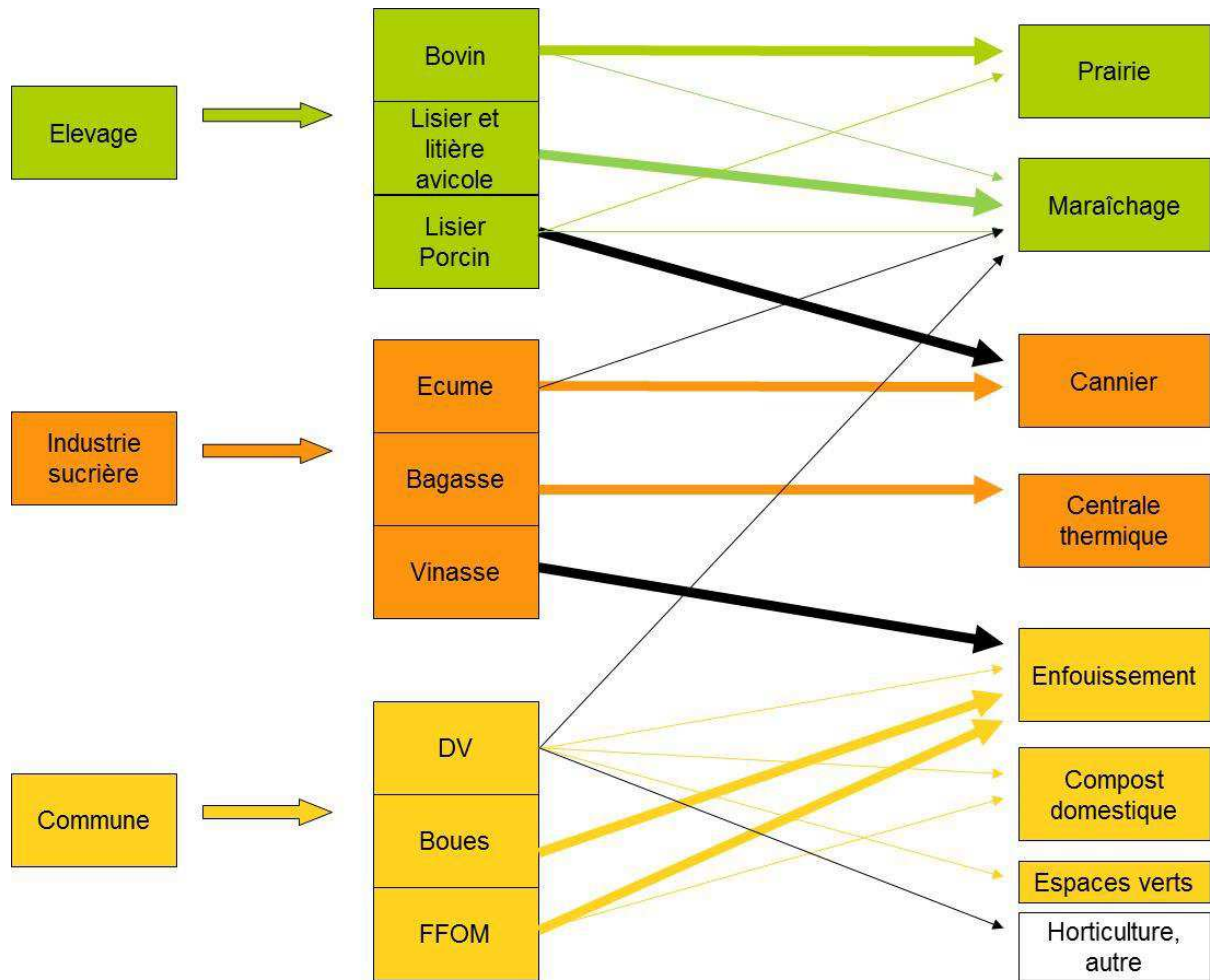 Elevage
Bovin
Lisier et
litière
avicole
Lisier
Porcin
Prairie
Maraîchage
Industrie
sucrière
Ecume
Bagasse
Vinasse
Cannier
Centrale
thermique
Commune
DV
Boues
FFOM
Enfouissement
Compost
domestique
Espaces verts
Horticulture,
autre